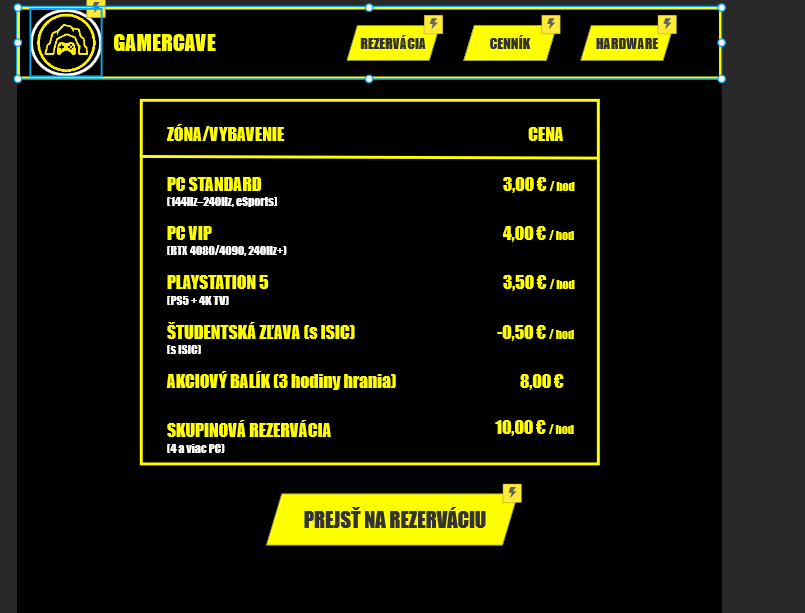 GAMERCAVE
REZERVÁCIA
CENNÍK
HARDWARE
ZÓNA/VYBAVENIE CENA
PC STANDARD 3,00 € / hod
(144Hz–240Hz, eSports)
PC VIP 4,00 € / hod
(RTX 4080/4090, 240Hz+)
PLAYSTATION 5 3,50 € / hod
(PS5 + 4K TV)
ŠTUDENTSKÁ ZĽAVA (s ISIC) -0,50 € / hod
(s ISIC)
AKCIOVÝ BALÍK (3 hodiny hrania) 8,00 €
SKUPINOVÁ REZERVÁCIA 10,00 € / hod
(4 a viac PC)
PREJSŤ NA REZERVÁCIU